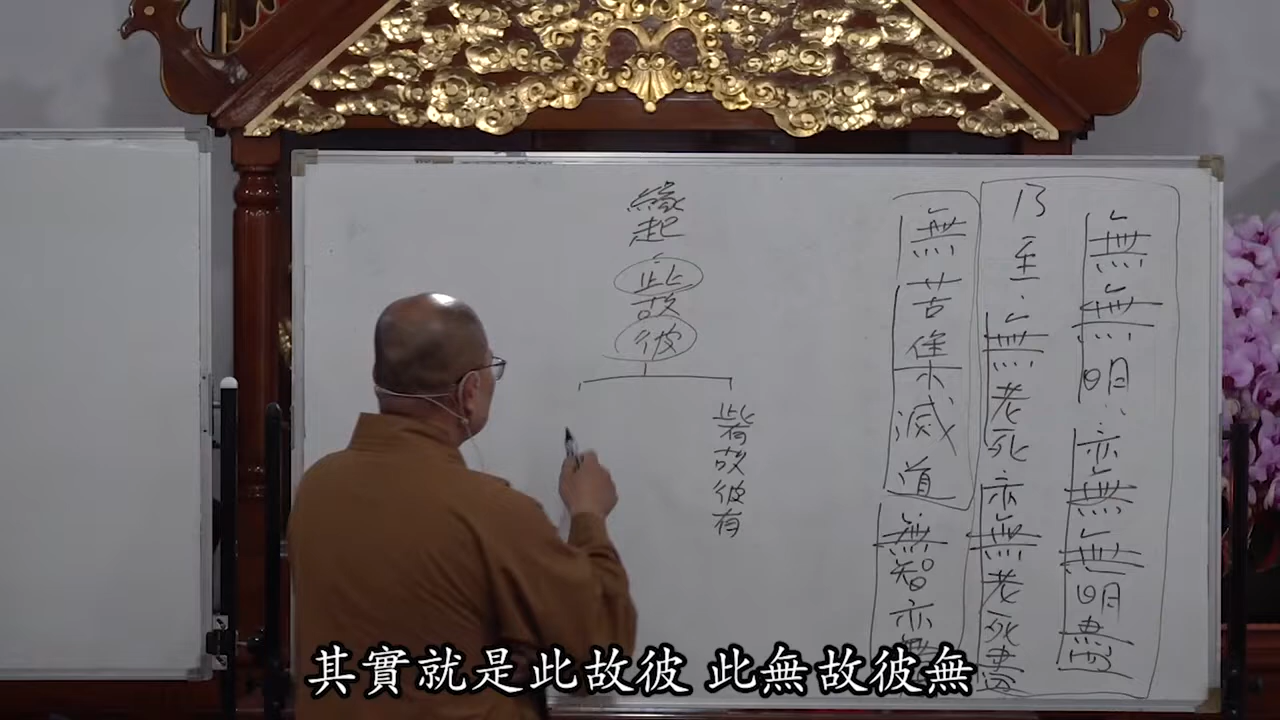 無無明亦無無明盡
乃至無老死亦無老死盡
無苦集滅道
無智亦無
緣起
此故彼
此有故彼有
其實就是此故彼 此無故彼無